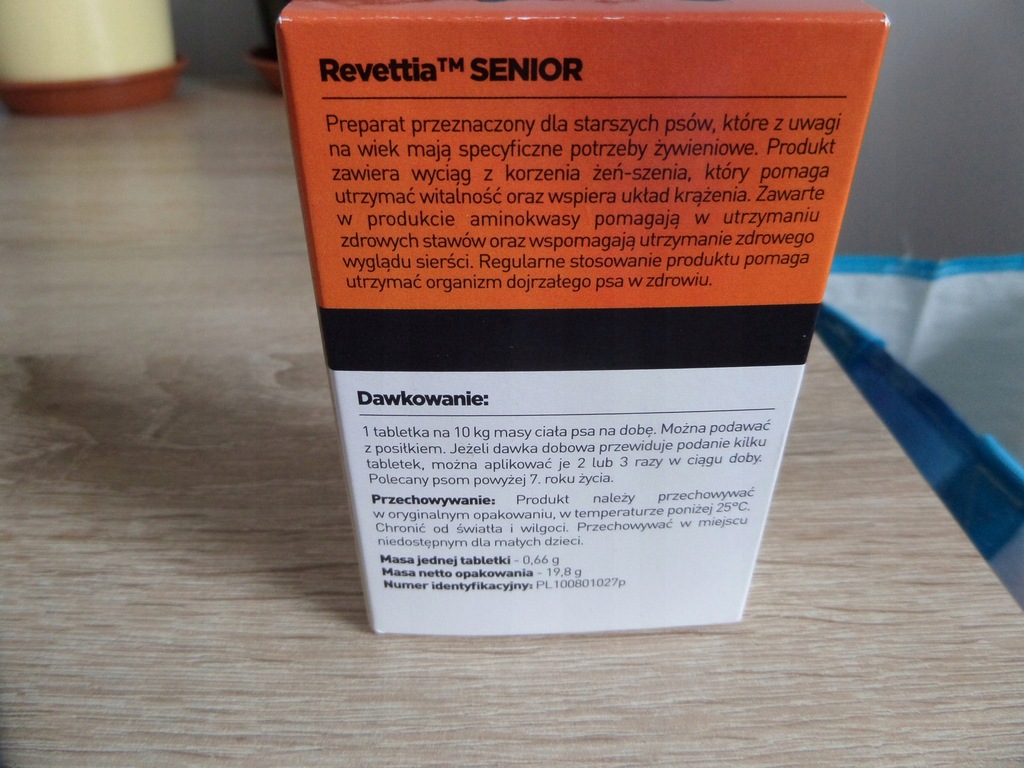 Revettia™ SENIOR
Preparat przeznaczony dla starszych psów, które z uwagi
na wiek mają specyficzne potrzeby żywieniowe. Produkt
zawiera wyciąg z korzenia żeń-szenia, który pomaga
utrzymać witalność oraz wspiera układ krążenia. Zawarte
w produkcie aminokwasy pomagają w utrzymaniu
zdrowych stawów oraz wspomagają utrzymanie zdrowego
wyglądu sierści. Regularne stosowanie produktu pomaga
utrzymać organizm dojrzałego psa w zdrowiu.
Dawkowanie:
1 tabletka na 10 kg masy ciała psa na dobę. Można podawać
z posiłkiem. Jeżeli dawka dobowa przewiduje podanie kilku
tabletek, można aplikować je 2 lub 3 razy w ciągu doby.
Polecany psom powyżej 7. roku życia.
Przechowywanie: Produkt należy przechowywać
w oryginalnym opakowaniu, w temperaturze poniżej 25°C.
Chronić od światła i wilgoci. Przechowywać w miejscu
niedostępnym dla małych dzieci.
Masa jednej tabletki - 0,66 g
Masa netto opakowania - 19,8 g
Numer identyfikacyjny: PL100801027p